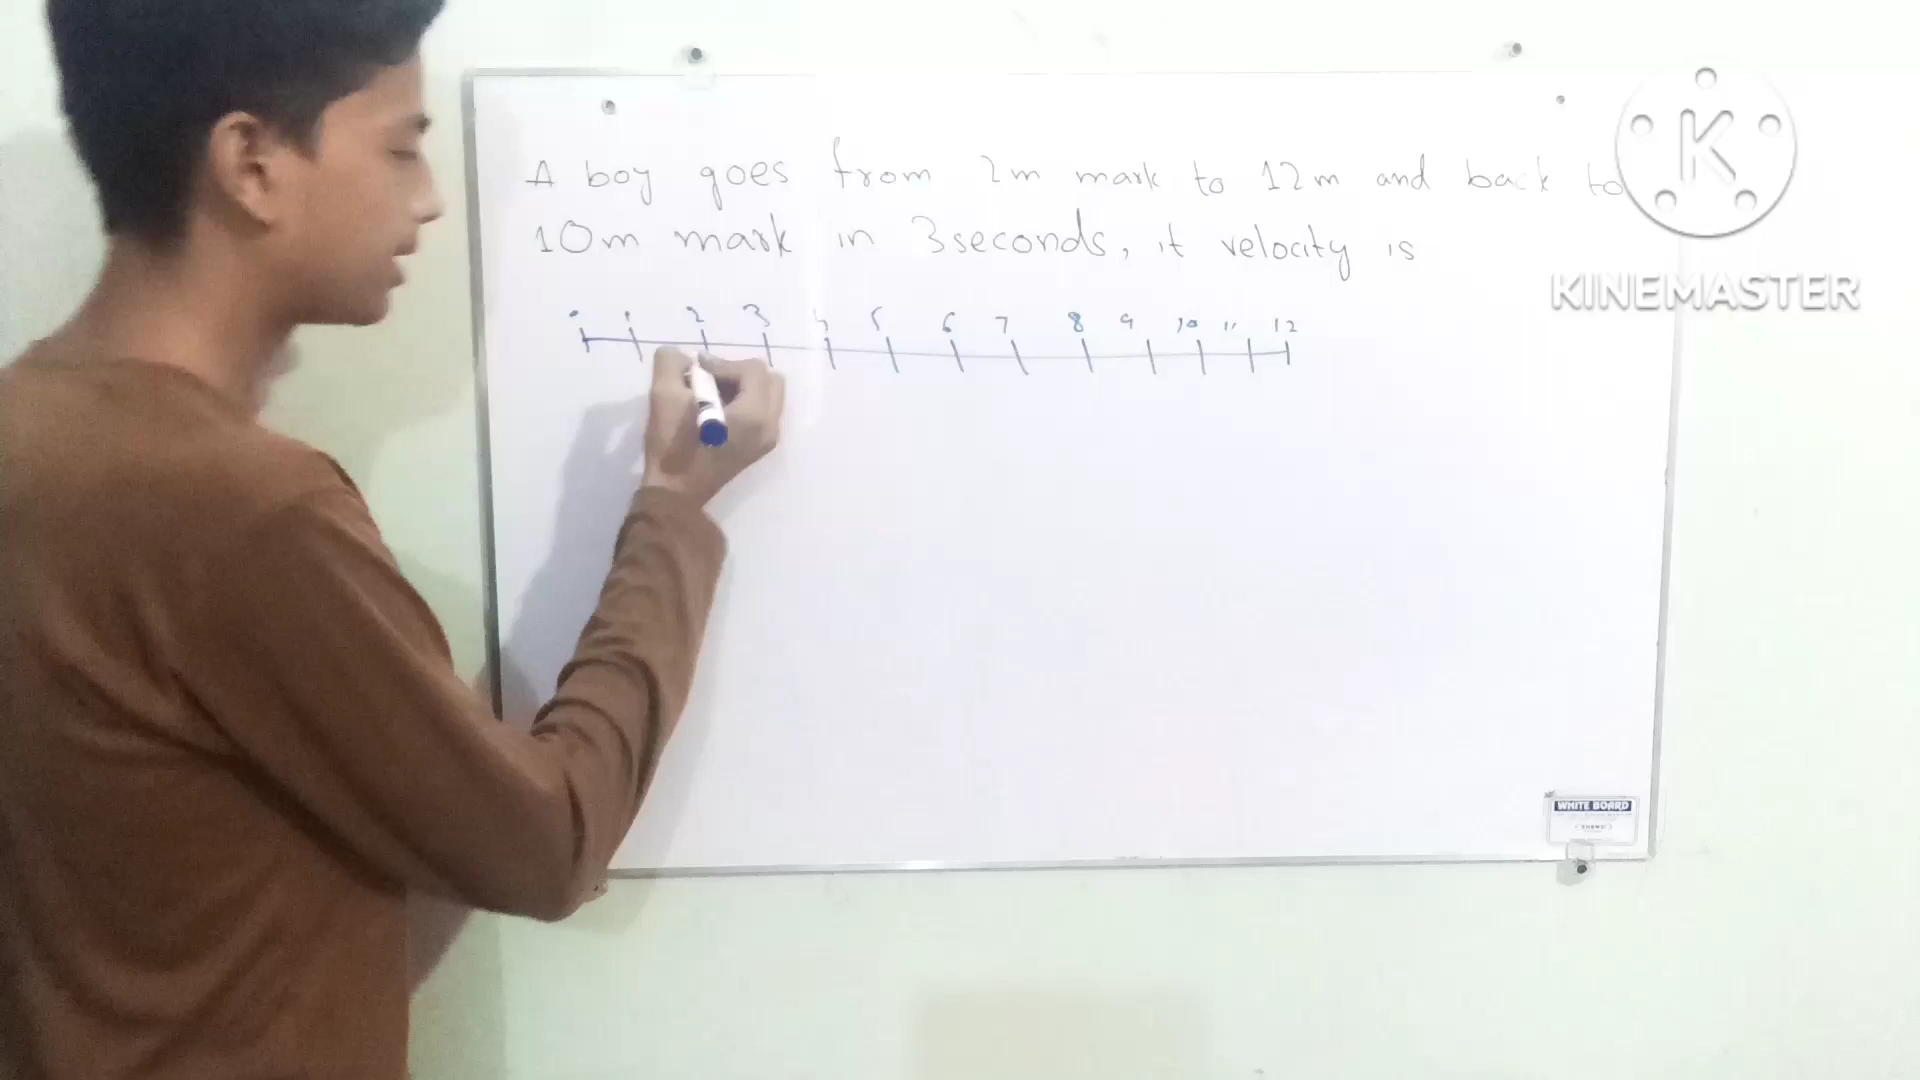 A boy goes from 2m mark to 12m and back to
10m mark in 3seconds, it velocity is
0 1 2 3 4 5 6 7 8 9 10 11 12
K
KINEMASTER
WHITE BOARD